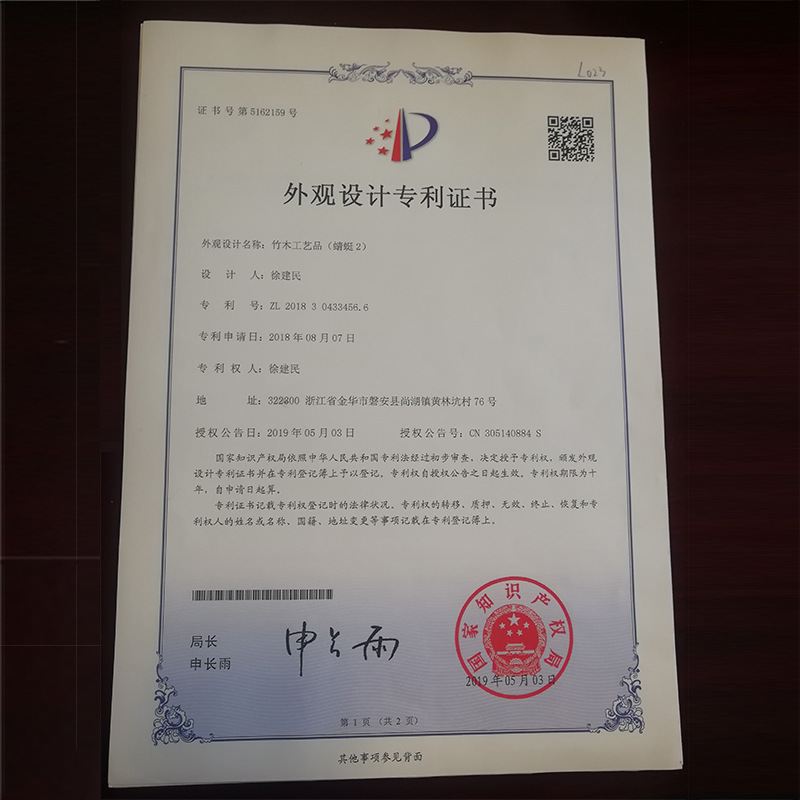 L023
证书号第5162159号
外观设计专利证书
外观设计名称：竹木工艺品（蜻蜓2）
设 计 人：徐建民
专 利 号：ZL 2018 3 0433456.6
专利申请日：2018年08月07日
专 利 权 人：徐建民
地 址：322300 浙江省金华市磐安县尚湖镇黄林坑村76号
授权公告日：2019年05月03日 授权公告号：CN 305140884 S
国家知识产权局依照中华人民共和国专利法经过初步审查，决定授予专利权，颁发外观
设计专利证书并在专利登记簿上予以登记。专利权自授权公告之日起生效。专利权期限为十
年，自申请日起算。
专利证书记载专利权登记时的法律状况。专利权的转移、质押、无效、终止、恢复和专
利权人的姓名或名称、国籍、地址变更等事项记载在专利登记簿上。
局长
申长雨
申长雨
国家知识产权局
2019年05月03日
第1页（共2页）
其他事项参见背面